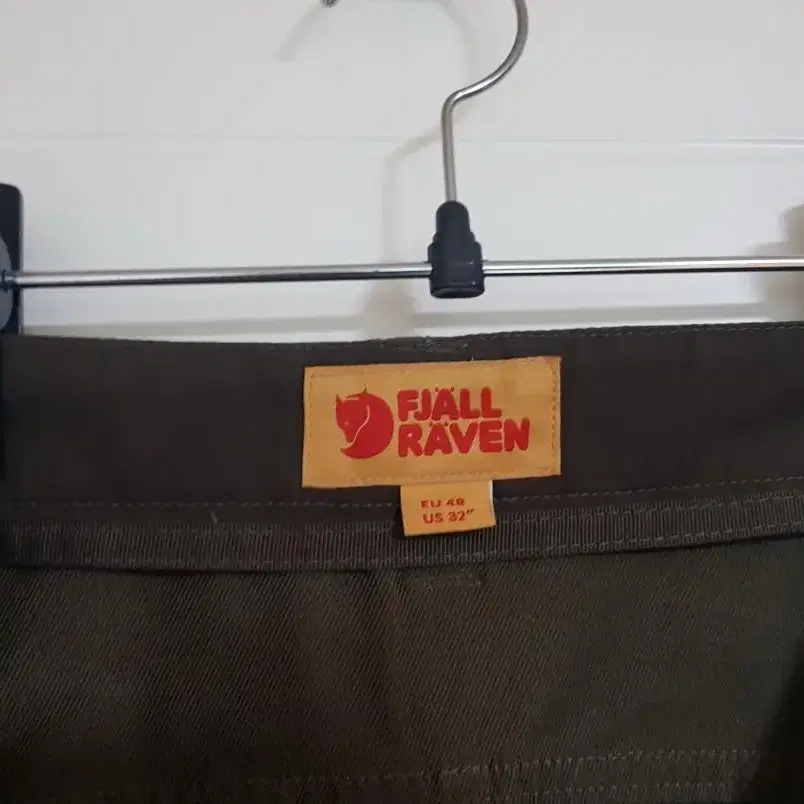 FJÄLL
RÄVEN
EU 48
US 32"